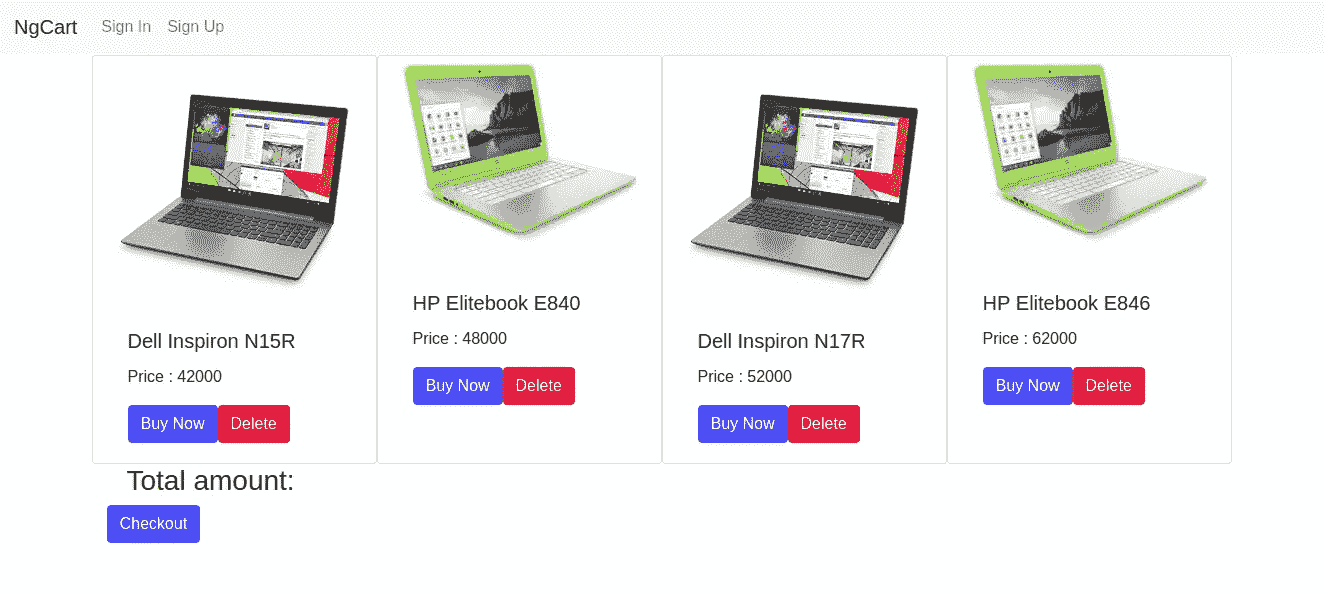 NgCart Sign In Sign Up
Dell Inspiron N15R
Price : 42000
Buy Now Delete
HP Elitebook E840
Price : 48000
Buy Now Delete
Dell Inspiron N17R
Price : 52000
Buy Now Delete
HP Elitebook E846
Price : 62000
Buy Now Delete
Total amount:
Checkout